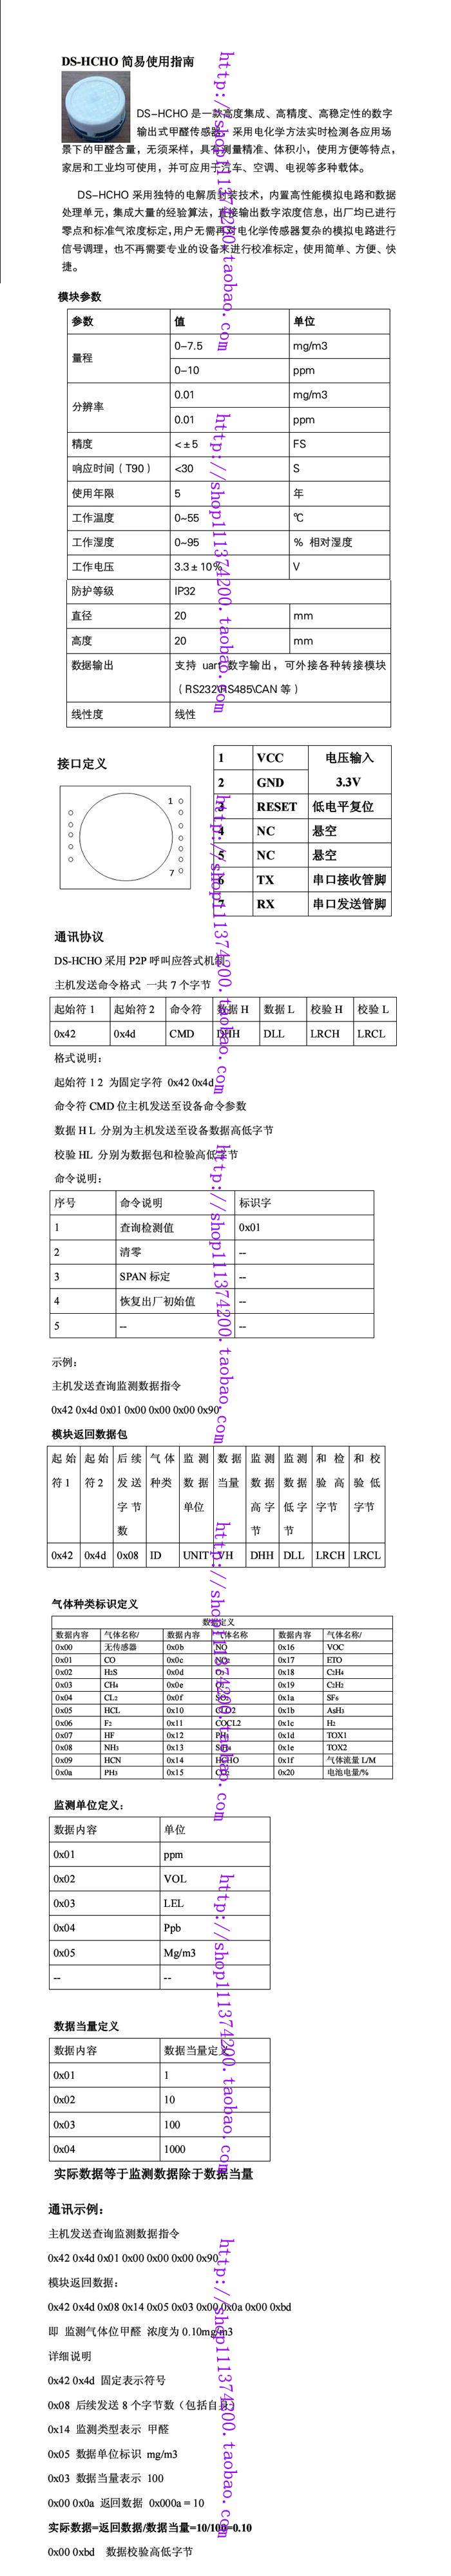 DS-HCHO 简易使用指南
DS-HCHO 是一款高度集成、高精度、高稳定性的数字
输出式甲醛传感器，采用电化学方法实时检测各应用场
景下的甲醛含量，无须采样，具有测量精准、体积小，使用方便等特点，
家居和工业均可使用，并可应用于汽车、空调、电视等多种载体。
DS-HCHO 采用独特的电解质封装技术，内置高性能模拟电路和数据
处理单元，集成大量的经验算法，直接输出数字浓度信息，出厂均已进行
零点和标准气浓度标定，用户无需再对电化学传感器复杂的模拟电路进行
信号调理，也不再需要专业的设备来进行校准标定，使用简单、方便、快
捷。
模块参数
参数 值 单位
量程 0-7.5 mg/m3
0-10 ppm
分辨率 0.01 mg/m3
0.01 ppm
精度 <±5 FS
响应时间（T90） <30 S
使用年限 5 年
工作温度 0~55 ℃
工作湿度 0~95 % 相对湿度
工作电压 3.3±10% V
防护等级 IP32
直径 20 mm
高度 20 mm
数据输出 支持 uart 数字输出，可外接各种转接模块
（RS232\RS485\CAN 等）
线性度 线性
接口定义
1
7
1 VCC 电压输入
2 GND 3.3V
3 RESET 低电平复位
4 NC 悬空
5 NC 悬空
6 TX 串口接收管脚
7 RX 串口发送管脚
通讯协议
DS-HCHO 采用 P2P 呼叫应答式机制
主机发送命令格式 一共 7 个字节
起始符 1 起始符 2 命令符 数据 H 数据 L 校验 H 校验 L
0x42 0x4d CMD DHH DLL LRCH LRCL
格式说明：
起始符 1 2 为固定字符 0x42 0x4d
命令符 CMD 位主机发送至设备命令参数
数据 H L 分别为主机发送至设备数据高低字节
校验 HL 分别为数据包和检验高低字节
命令说明：
序号 命令说明 标识字
1 查询检测值 0x01
2 清零 --
3 SPAN 标定 --
4 恢复出厂初始值 --
5 -- --
示例：
主机发送查询监测数据指令
0x42 0x4d 0x01 0x00 0x00 0x00 0x90
模块返回数据包
起始符 1 起始符 2 后续发送字节数 气体种类 监测数据单位 数据当量 监测数据高字节 监测数据低字节 和检验高字节 和校验低字节
0x42 0x4d 0x08 ID UNIT VH DHH DLL LRCH LRCL
气体种类标识定义
数据定义
数据内容 气体名称/ 数据内容 气体名称 数据内容 气体名称/
0x00 无传感器 0x0b NO 0x16 VOC
0x01 CO 0x0c NO2 0x17 ETO
0x02 H2S 0x0d 0x18 C2H4
0x03 CH4 0x0e 0x19 C2H2
0x04 CL2 0x0f 0x1a SF6
0x05 HCL 0x10 0x1b AsH3
0x06 F2 0x11 COCL2 0x1c H2
0x07 HF 0x12 0x1d TOX1
0x08 NH3 0x13 0x1e TOX2
0x09 HCN 0x14 HCHO 0x1f 气体流量 L/M
0x0a PH3 0x15 0x20 电池电量/%
监测单位定义：
数据内容 单位
0x01 ppm
0x02 VOL
0x03 LEL
0x04 Ppb
0x05 Mg/m3
-- --
数据当量定义
数据内容 数据当量定义
0x01 1
0x02 10
0x03 100
0x04 1000
实际数据等于监测数据除于数据当量
通讯示例：
主机发送查询监测数据指令
0x42 0x4d 0x01 0x00 0x00 0x00 0x90
模块返回数据：
0x42 0x4d 0x08 0x14 0x05 0x03 0x00 0x0a 0x00 0xbd
即 监测气体位甲醛 浓度为 0.10mg/m3
详细说明
0x42 0x4d 固定表示符号
0x08 后续发送 8 个字节数（包括自身）
0x14 监测类型表示 甲醛
0x05 数据单位标识 mg/m3
0x03 数据当量表示 100
0x00 0x0a 返回数据 0x000a = 10
实际数据=返回数据/数据当量=10/100=0.10
0x00 0xbd 数据校验高低字节
http://shop111374200.taobao.com
http://shop111374200.taobao.com
http://shop111374200.taobao.com
http://shop111374200.taobao.com
http://shop111374200.taobao.com
http://shop111374200.taobao.com
http://shop111374200.taobao.com